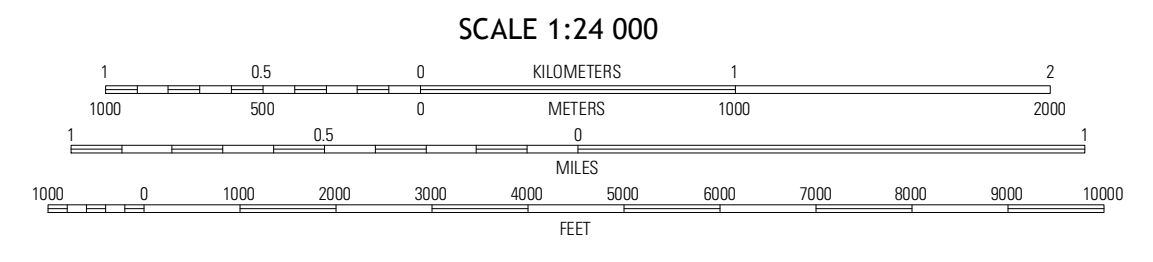 SCALE 1:24 000
1 0.5 0 KILOMETERS 1 2
1000 500 0 METERS 1000 2000
1 0.5 0 1
MILES
1000 0 1000 2000 3000 4000 5000 6000 7000 8000 9000 10000
FEET